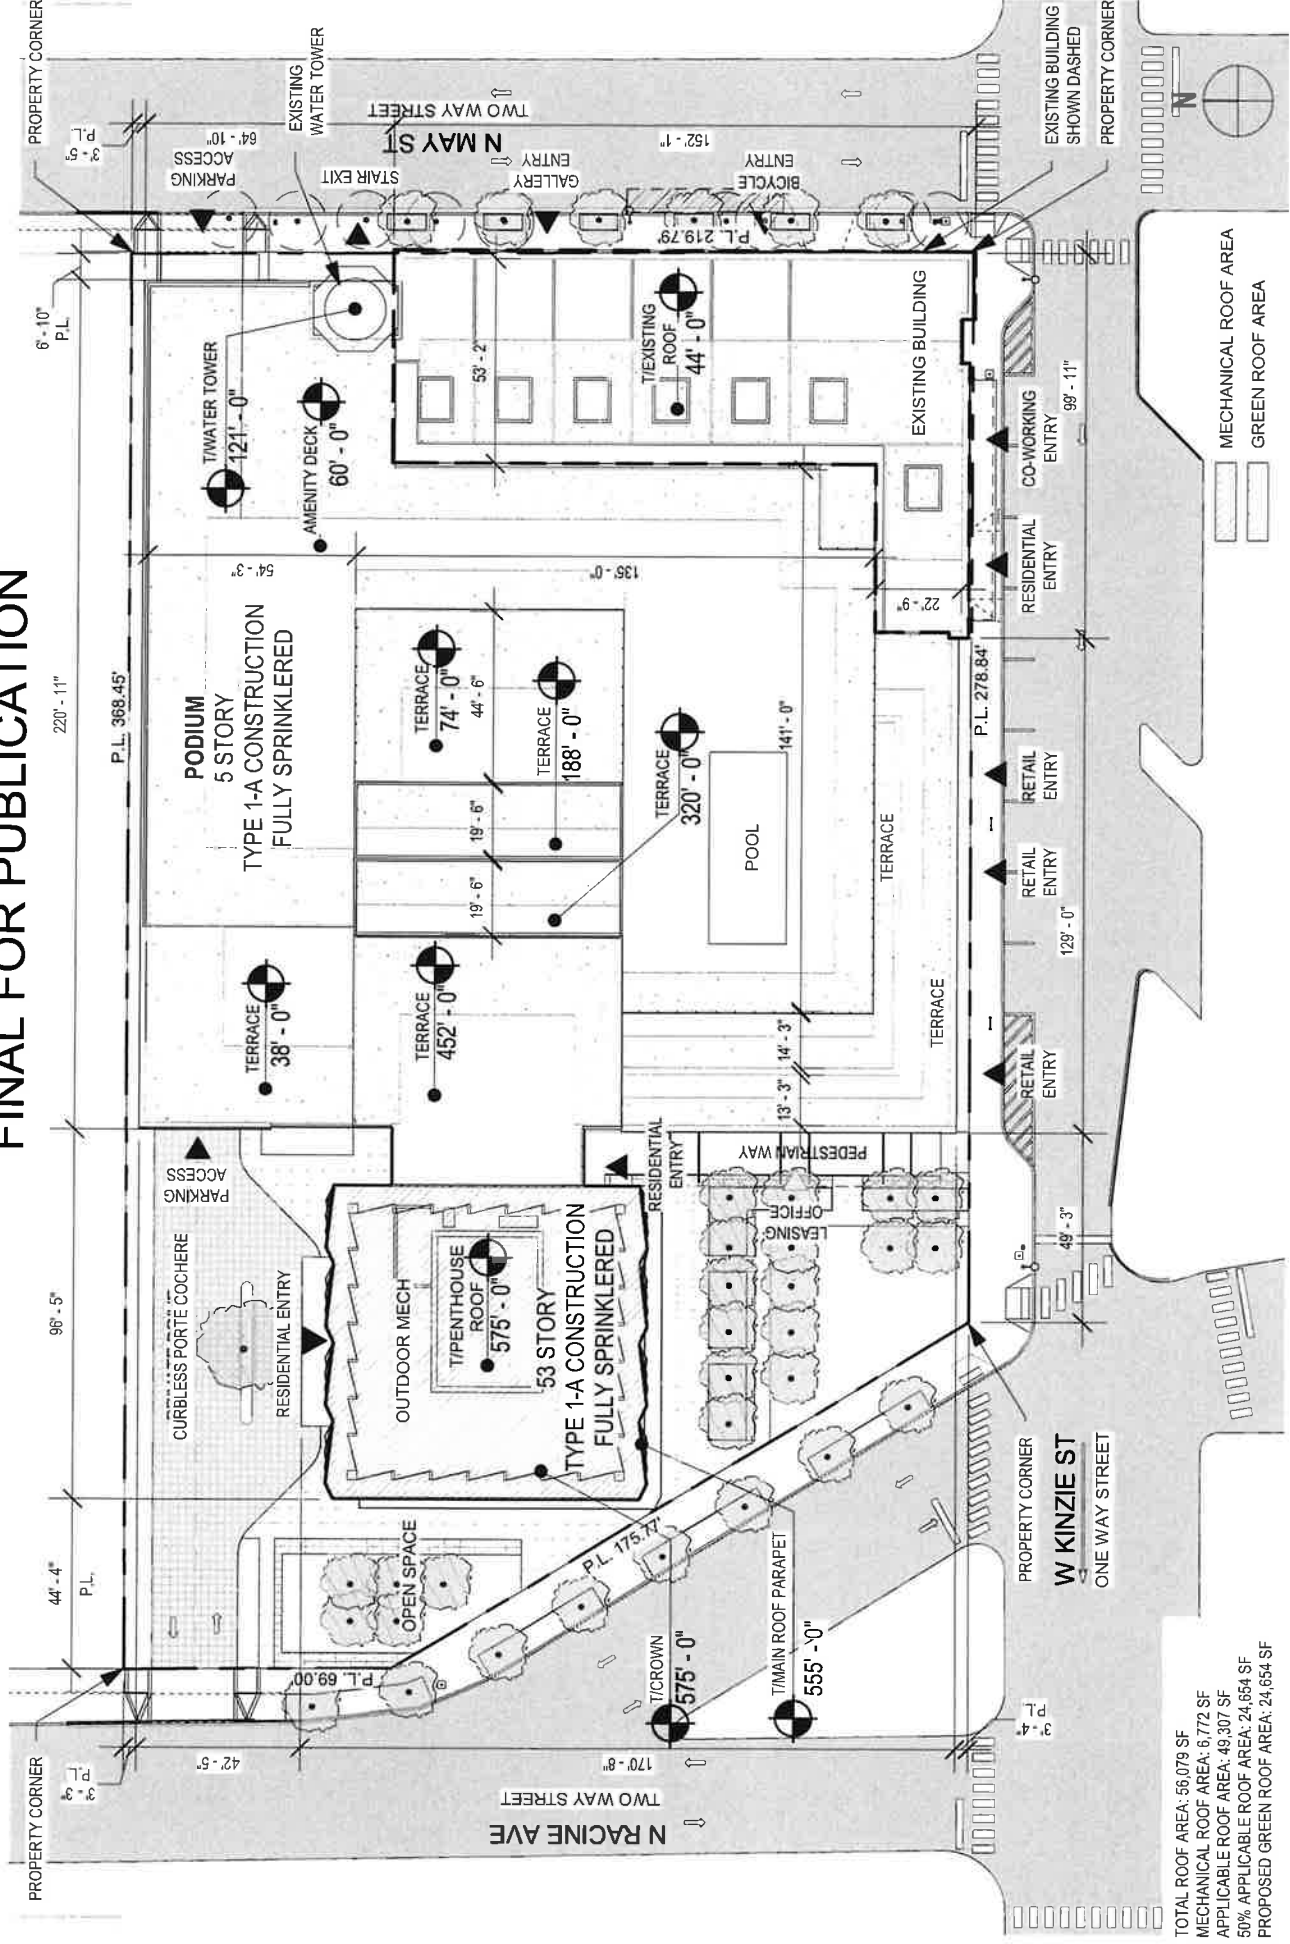 FINAL FOR PUBLICATION
PROPERTY CORNER
3' - 5"
P.L.
64' - 10"
PARKING
ACCESS
EXISTING
WATER TOWER
STAIR EXIT
N MAY ST
TWO WAY STREET
GALLERY
ENTRY
152' - 1"
BICYCLE
ENTRY
P.L. 219.79'
EXISTING BUILDING
SHOWN DASHED
PROPERTY CORNER
N
6' - 10"
P.L.
220' - 11"
P.L. 368.45'
96' - 5"
44' - 4"
P.L.
T/WATER TOWER
121' - 0"
AMENITY DECK
60' - 0"
53' - 2"
T/EXISTING
ROOF
44' - 0"
EXISTING BUILDING
54' - 3"
135' - 0"
22' - 9"
PODIUM
5 STORY
TYPE 1-A CONSTRUCTION
FULLY SPRINKLERED
TERRACE
74' - 0"
44' - 6"
TERRACE
188' - 0"
19' - 6"
TERRACE
320' - 0"
19' - 6"
141' - 0"
POOL
TERRACE
TERRACE
TERRACE
38' - 0"
TERRACE
452' - 0"
14' - 3"
13' - 3"
P.L. 278.84'
CO-WORKING
ENTRY
99' - 11"
RESIDENTIAL
ENTRY
RETAIL
ENTRY
RETAIL
ENTRY
129' - 0"
RETAIL
ENTRY
49' - 3"
MECHANICAL ROOF AREA
GREEN ROOF AREA
PARKING
ACCESS
CURBLESS PORTE COCHERE
RESIDENTIAL ENTRY
OUTDOOR MECH
T/PENTHOUSE
ROOF
575' - 0"
53 STORY
TYPE 1-A CONSTRUCTION
FULLY SPRINKLERED
RESIDENTIAL
ENTRY
PEDESTRIAN WAY
LEASING
OFFICE
OPEN SPACE
P.L. 175.77'
P.L. 69.00'
T/CROWN
575' - 0"
T/MAIN ROOF PARAPET
555' - 0"
PROPERTY CORNER
W KINZIE ST
ONE WAY STREET
PROPERTY CORNER
3' - 3"
P.L.
42' - 5"
170' - 8"
3' - 4"
P.L.
TWO WAY STREET
N RACINE AVE
TOTAL ROOF AREA: 56,079 SF
MECHANICAL ROOF AREA: 6,772 SF
APPLICABLE ROOF AREA: 49,307 SF
50% APPLICABLE ROOF AREA: 24,654 SF
PROPOSED GREEN ROOF AREA: 24,654 SF